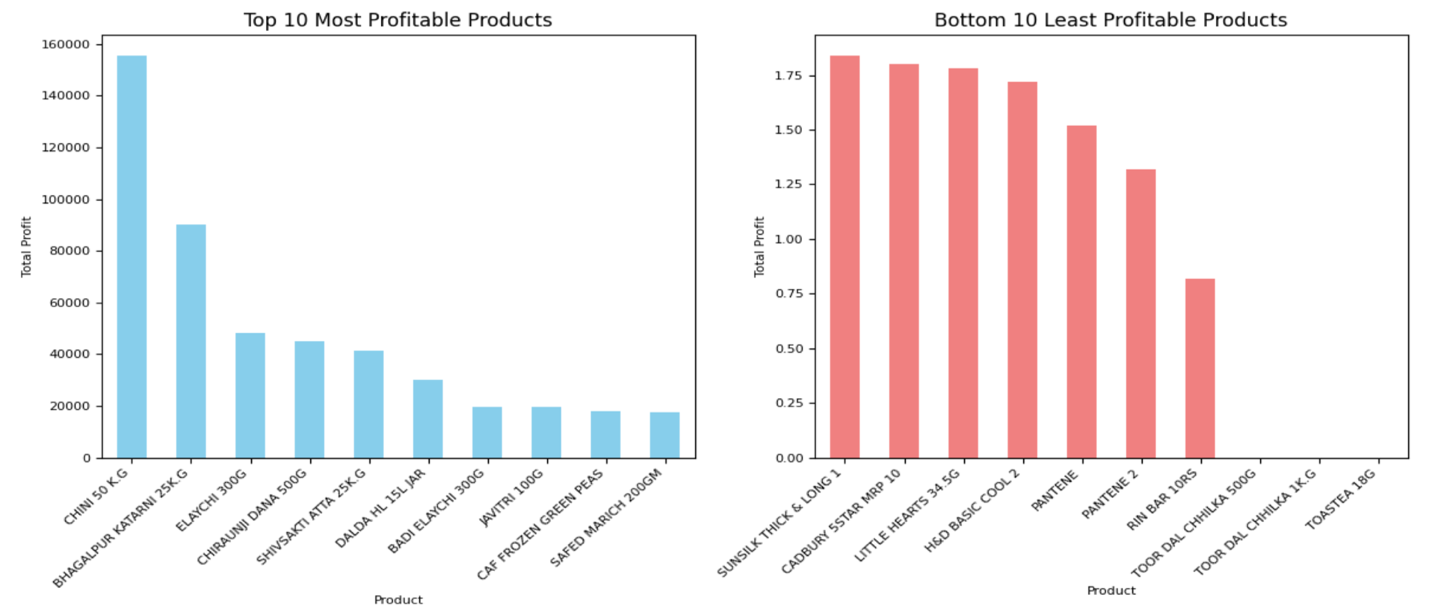 Top 10 Most Profitable Products
Total Profit
160000
140000
120000
100000
80000
60000
40000
20000
0
CHINI 50 K.G
BHAGALPUR KATARNI 25K.G
ELAYCHI 300G
CHIRAUNJI DANA 500G
SHIVSAKTI ATTA 25K.G
DALDA HL 15L JAR
BADI ELAYCHI 300G
JAVITRI 100G
CAF FROZEN GREEN PEAS
SAFED MARICH 200GM
Product
Bottom 10 Least Profitable Products
Total Profit
1.75
1.50
1.25
1.00
0.75
0.50
0.25
0.00
SUNSILK THICK & LONG 1
CADBURY 5STAR MRP 10
LITTLE HEARTS 34.5G
H&D BASIC COOL 2
PANTENE
PANTENE 2
RIN BAR 10RS
TOOR DAL CHHILKA 500G
TOOR DAL CHHILKA 1K.G
TOASTEA 18G
Product